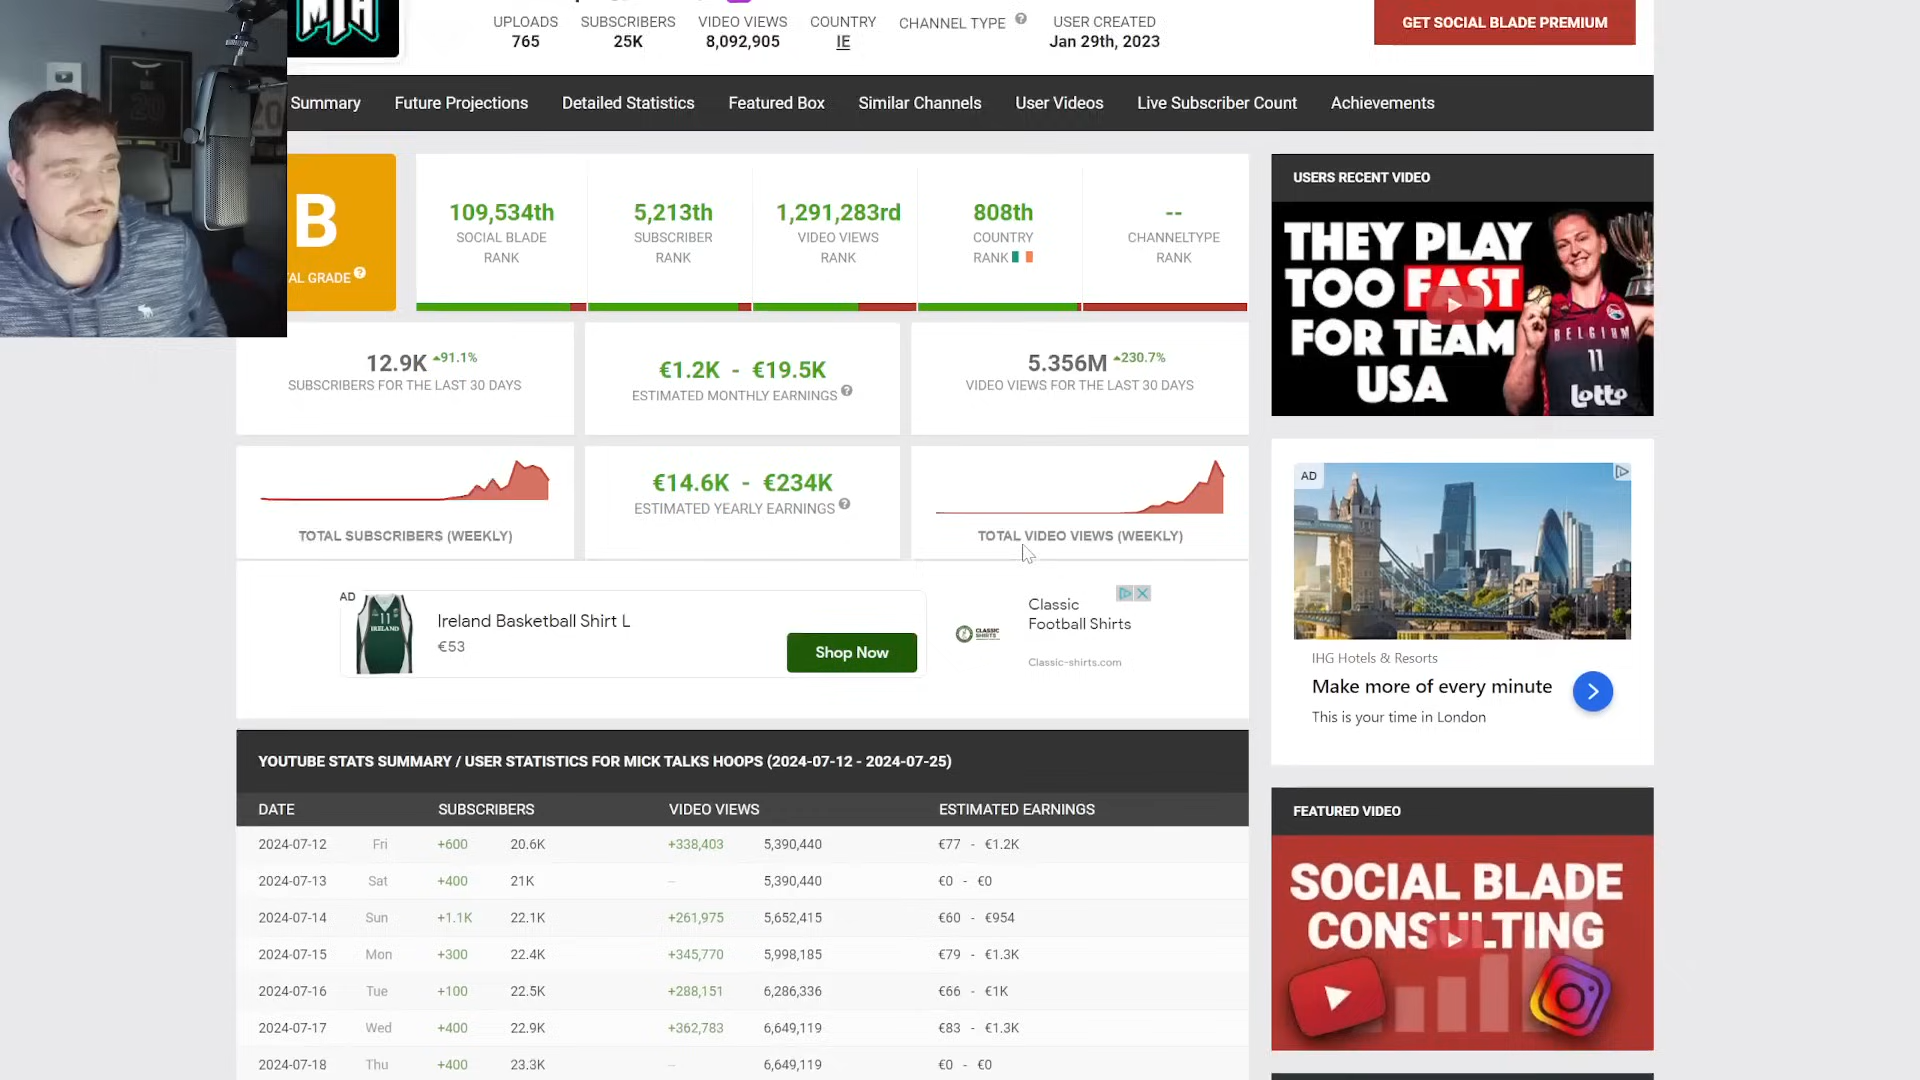 MTH
UPLOADS
765
SUBSCRIBERS
25K
VIDEO VIEWS
8,092,905
COUNTRY
IE
CHANNEL TYPE ?
USER CREATED
Jan 29th, 2023
GET SOCIAL BLADE PREMIUM
Summary Future Projections Detailed Statistics Featured Box Similar Channels User Videos Live Subscriber Count Achievements
B
AL GRADE ?
109,534th
SOCIAL BLADE
RANK
5,213th
SUBSCRIBER
RANK
1,291,283rd
VIDEO VIEWS
RANK
808th
COUNTRY
RANK
--
CHANNELTYPE
RANK
12.9K 91.1%
SUBSCRIBERS FOR THE LAST 30 DAYS
€1.2K - €19.5K
ESTIMATED MONTHLY EARNINGS ?
5.356M 230.7%
VIDEO VIEWS FOR THE LAST 30 DAYS
TOTAL SUBSCRIBERS (WEEKLY)
€14.6K - €234K
ESTIMATED YEARLY EARNINGS ?
TOTAL VIDEO VIEWS (WEEKLY)
AD
11
IRELAND
Ireland Basketball Shirt L
€53
Shop Now
CLASSIC
SHIRTS
Classic
Football Shirts
Classic-shirts.com
YOUTUBE STATS SUMMARY / USER STATISTICS FOR MICK TALKS HOOPS (2024-07-12 - 2024-07-25)
DATE SUBSCRIBERS VIDEO VIEWS ESTIMATED EARNINGS
2024-07-12 Fri +600 20.6K +338,403 5,390,440 €77 - €1.2K
2024-07-13 Sat +400 21K -- 5,390,440 €0 - €0
2024-07-14 Sun +1.1K 22.1K +261,975 5,652,415 €60 - €954
2024-07-15 Mon +300 22.4K +345,770 5,998,185 €79 - €1.3K
2024-07-16 Tue +100 22.5K +288,151 6,286,336 €66 - €1K
2024-07-17 Wed +400 22.9K +362,783 6,649,119 €83 - €1.3K
2024-07-18 Thu +400 23.3K -- 6,649,119 €0 - €0
USERS RECENT VIDEO
THEY PLAY
TOO FAST
FOR TEAM
USA
BELGIUM
11
Lotto
AD
IHG Hotels & Resorts
Make more of every minute
This is your time in London
FEATURED VIDEO
SOCIAL BLADE
CONSULTING